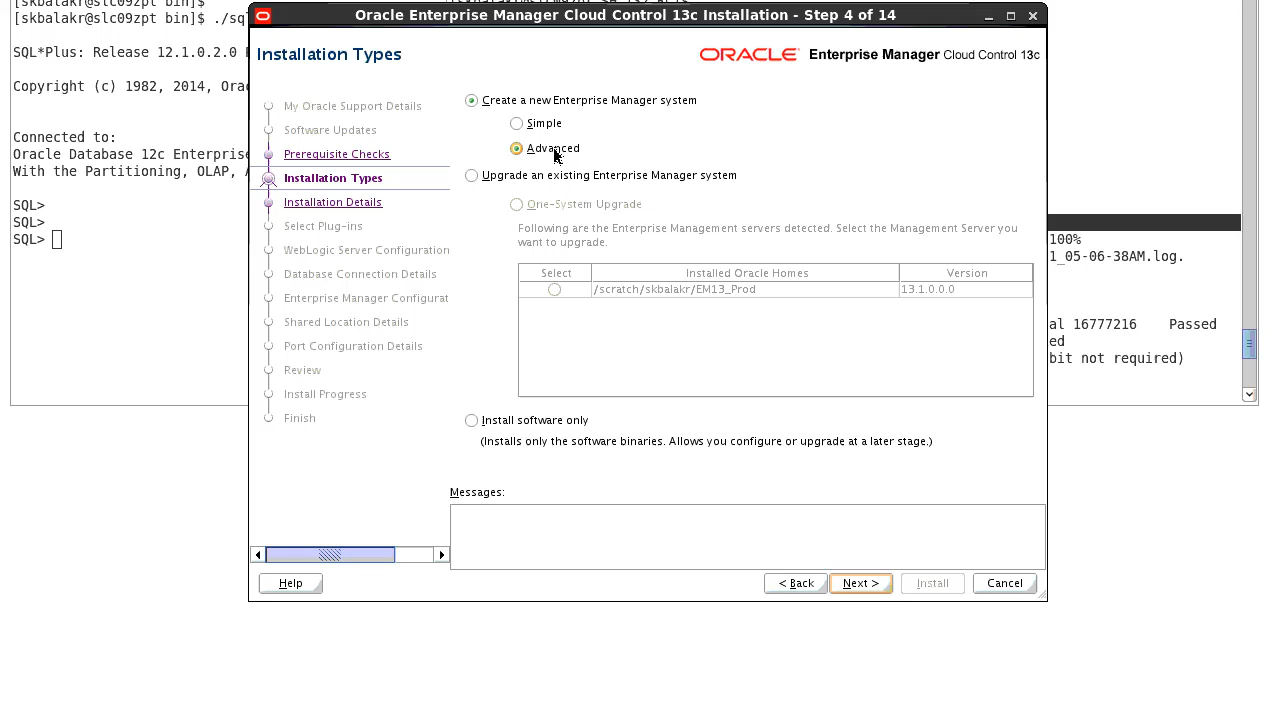 [skbalakr@slc09zpt bin]$
[skbalakr@slc09zpt bin]$ ./sq
SQL*Plus: Release 12.1.0.2.0
Copyright (c) 1982, 2014, Orac
Connected to:
Oracle Database 12c Enterprise
With the Partitioning, OLAP,
SQL>
SQL>
SQL>
Oracle Enterprise Manager Cloud Control 13c Installation - Step 4 of 14
Installation Types
ORACLE Enterprise Manager Cloud Control 13c
My Oracle Support Details
Software Updates
Prerequisite Checks
Installation Types
Installation Details
Select Plug-ins
WebLogic Server Configuration
Database Connection Details
Enterprise Manager Configurat
Shared Location Details
Port Configuration Details
Review
Install Progress
Finish
Create a new Enterprise Manager system
Simple
Advanced
Upgrade an existing Enterprise Manager system
One-System Upgrade
Following are the Enterprise Management servers detected. Select the Management Server you
want to upgrade.
Select Installed Oracle Homes Version
/scratch/skbalakr/EM13_Prod 13.1.0.0.0
Install software only
(Installs only the software binaries. Allows you configure or upgrade at a later stage.)
Messages:
Help < Back Next > Install Cancel
100%
1_05-06-38AM.log.
al 16777216 Passed
ed
bit not required)